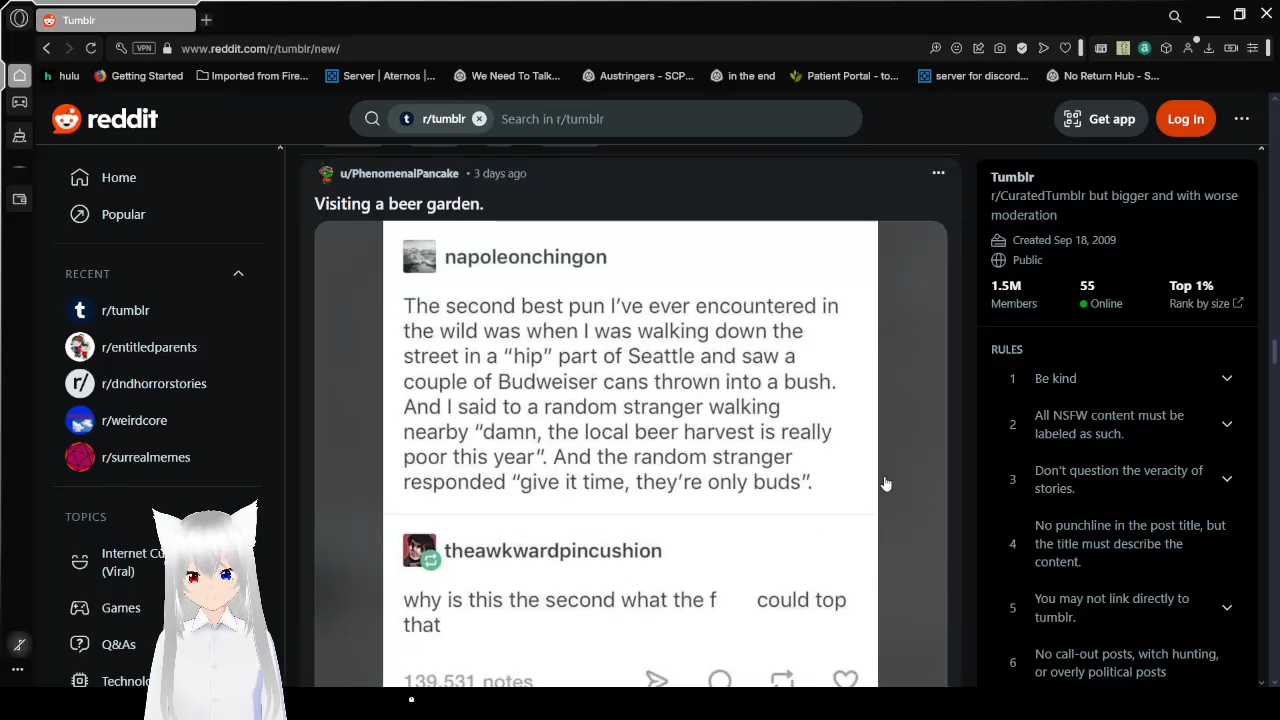 Tumblr
VPN
www.reddit.com/r/tumblr/new/
hulu
Getting Started
Imported from Fire...
Server | Aternos |...
We Need To Talk...
Austringers - SCP...
in the end
Patient Portal - to...
server for discord...
No Return Hub - S...
reddit
r/tumblr
Search in r/tumblr
Get app
Log In
Home
Popular
RECENT
r/tumblr
r/entitledparents
r/dndhorrorstories
r/weirdcore
r/surrealmemes
TOPICS
Internet Cu
(Viral)
Games
Q&As
Technolo
u/PhenomenalPancake • 3 days ago
Visiting a beer garden.
napoleonchingon
The second best pun I’ve ever encountered in
the wild was when I was walking down the
street in a “hip” part of Seattle and saw a
couple of Budweiser cans thrown into a bush.
And I said to a random stranger walking
nearby “damn, the local beer harvest is really
poor this year”. And the random stranger
responded “give it time, they’re only buds”.
theawkwardpincushion
why is this the second what the f could top
that
139,531 notes
Tumblr
r/CuratedTumblr but bigger and with worse
moderation
Created Sep 18, 2009
Public
1.5M 55 Top 1%
Members Online Rank by size
RULES
1 Be kind
2 All NSFW content must be
labeled as such.
3 Don't question the veracity of
stories.
4 No punchline in the post title, but
the title must describe the
content.
5 You may not link directly to
tumblr.
6 No call-out posts, witch hunting,
or overly political posts